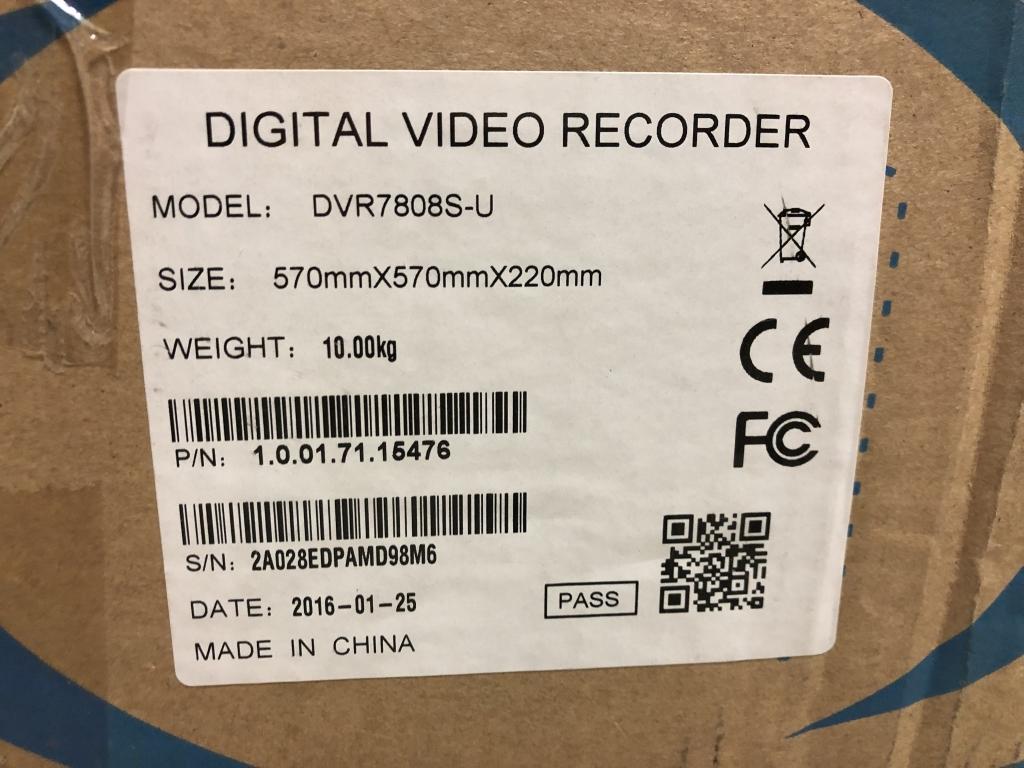 DIGITAL VIDEO RECORDER
MODEL: DVR7808S-U
SIZE: 570mmX570mmX220mm
WEIGHT: 10.00kg
CE
FC
P/N: 1.0.01.71.15476
S/N: 2A028EDPAMD98M6
DATE: 2016-01-25
PASS
MADE IN CHINA